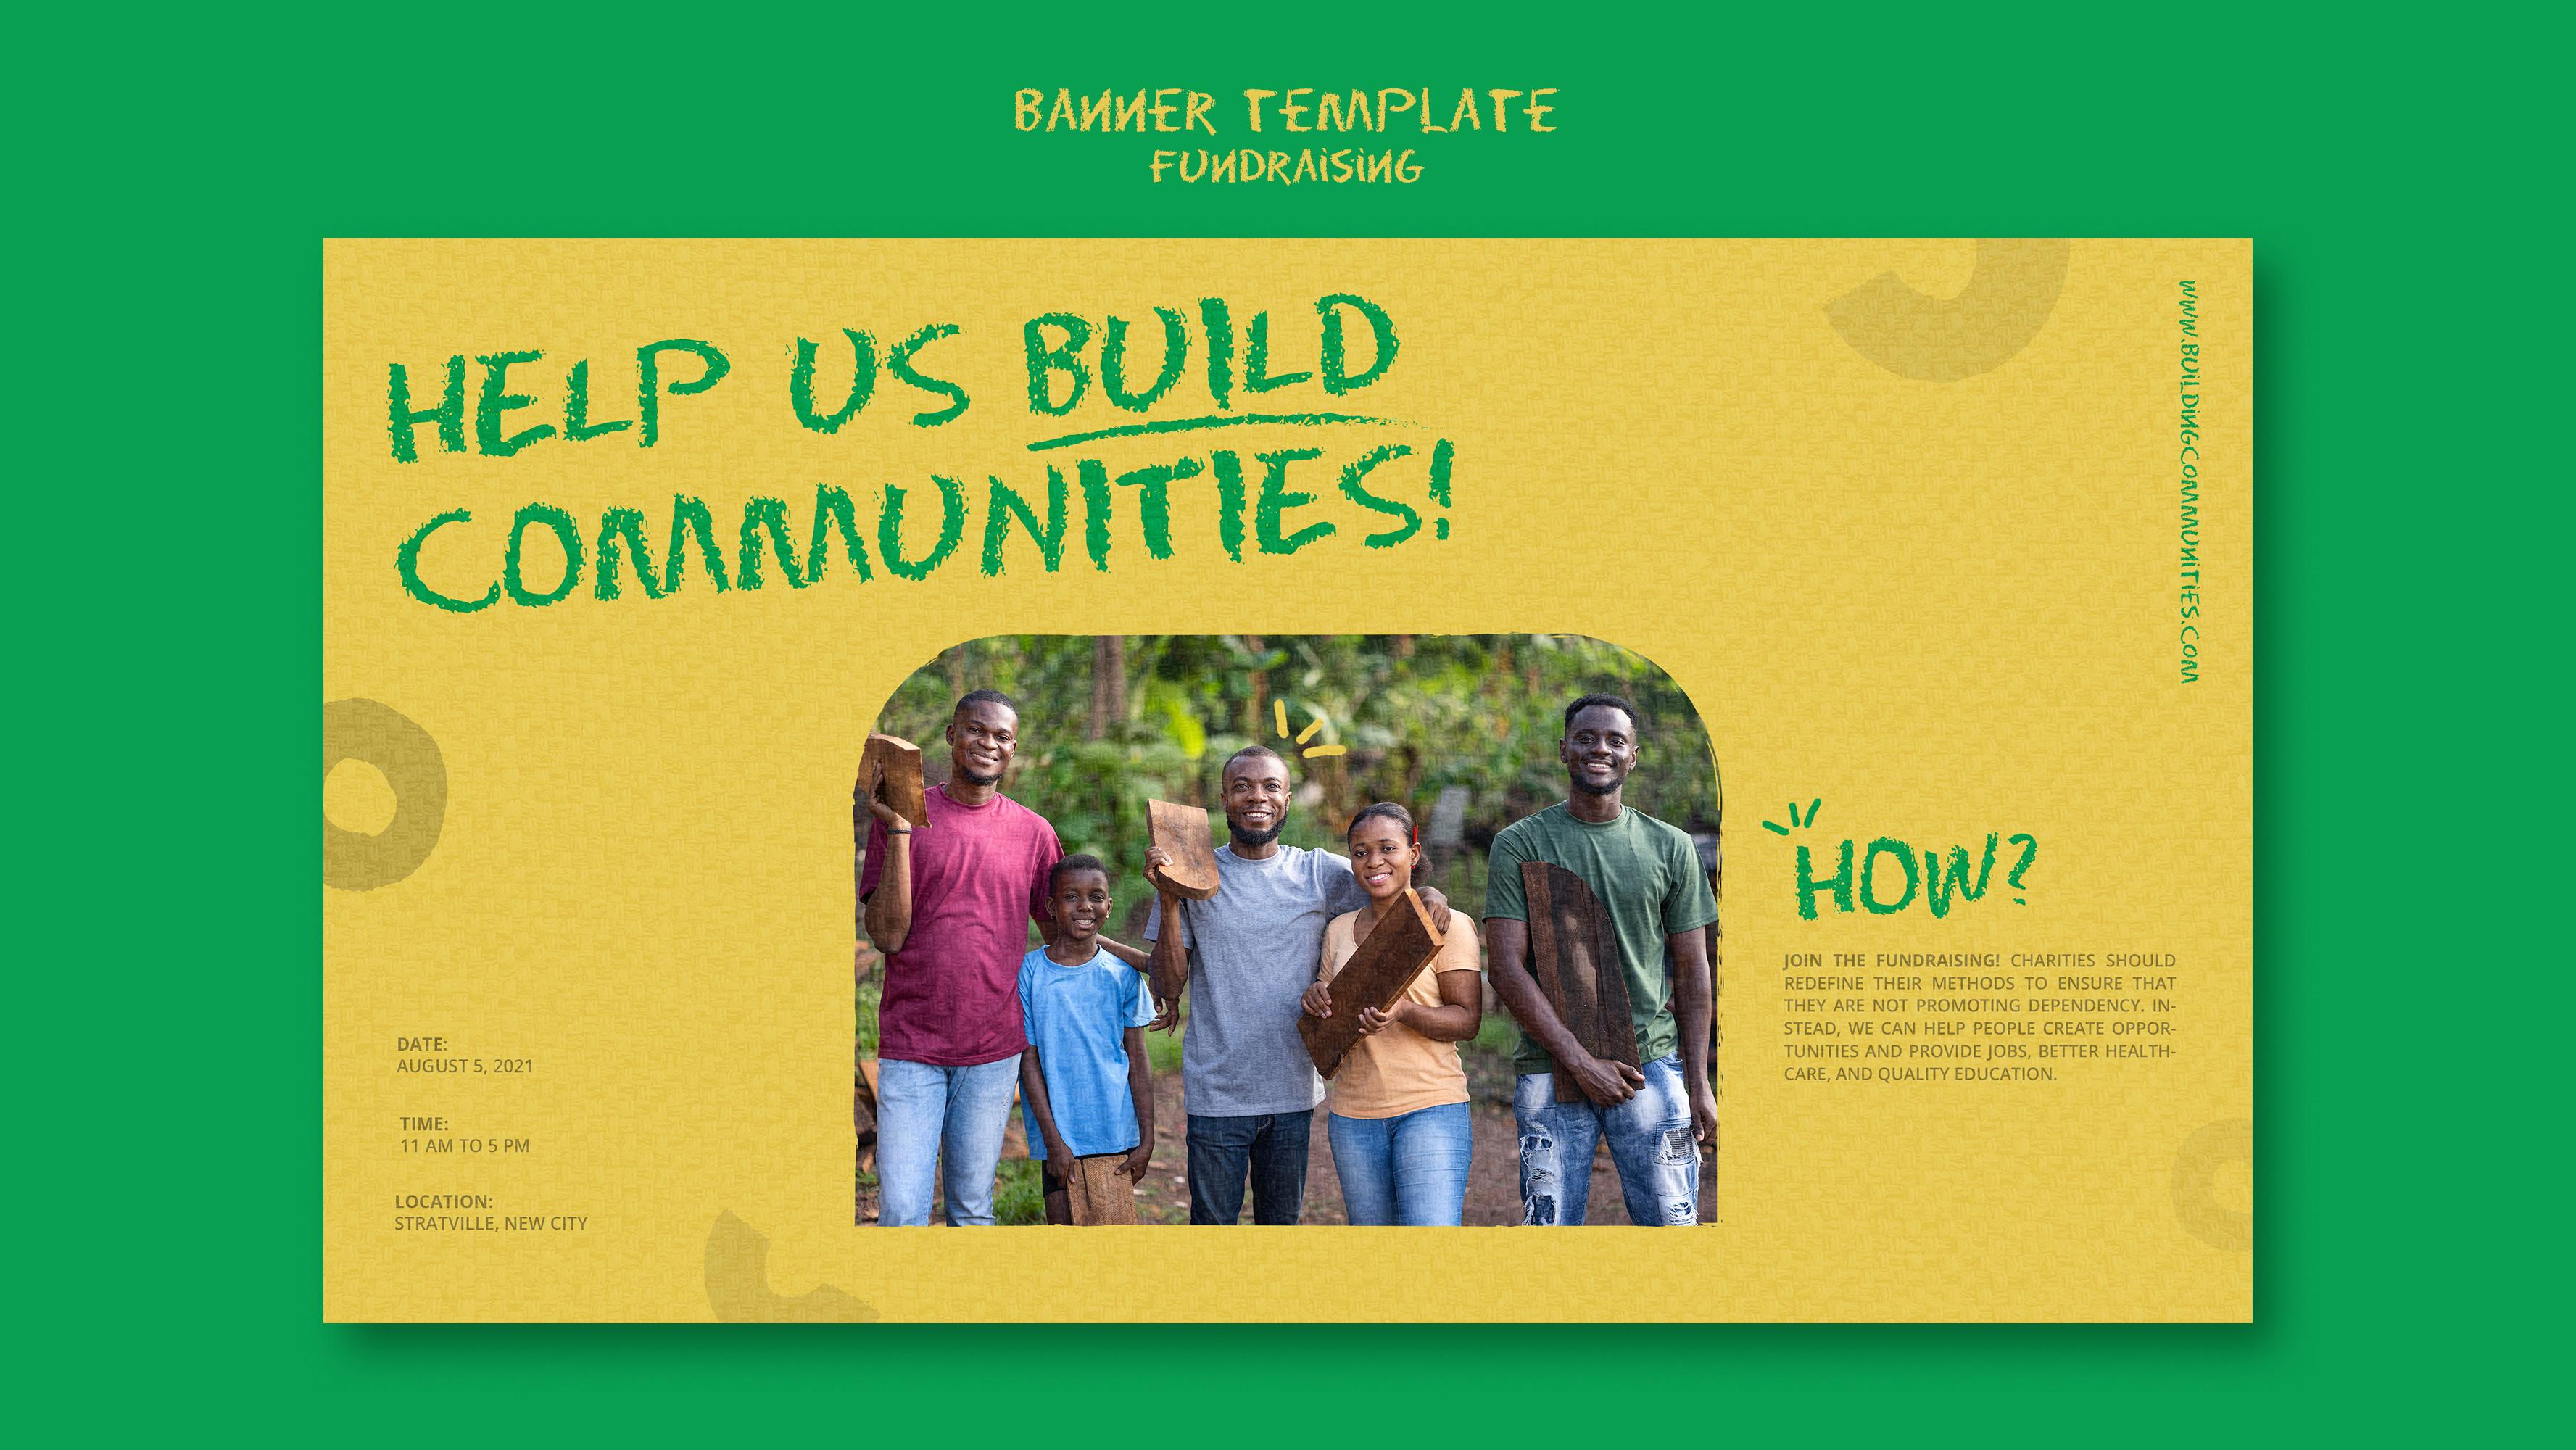 BANNER TEMPLATE
FUNDRAiSiNG
HELP US BUILD
COMMUNITIES!
WWW.BUiLDiNGCOMMUNiTiES.COM
HOW?
JOIN THE FUNDRAISING! CHARITIES SHOULD
REDEFINE THEIR METHODS TO ENSURE THAT
THEY ARE NOT PROMOTING DEPENDENCY. IN-
STEAD, WE CAN HELP PEOPLE CREATE OPPOR-
TUNITIES AND PROVIDE JOBS, BETTER HEALTH-
CARE, AND QUALITY EDUCATION.
DATE:
AUGUST 5, 2021
TIME:
11 AM TO 5 PM
LOCATION:
STRATVILLE, NEW CITY